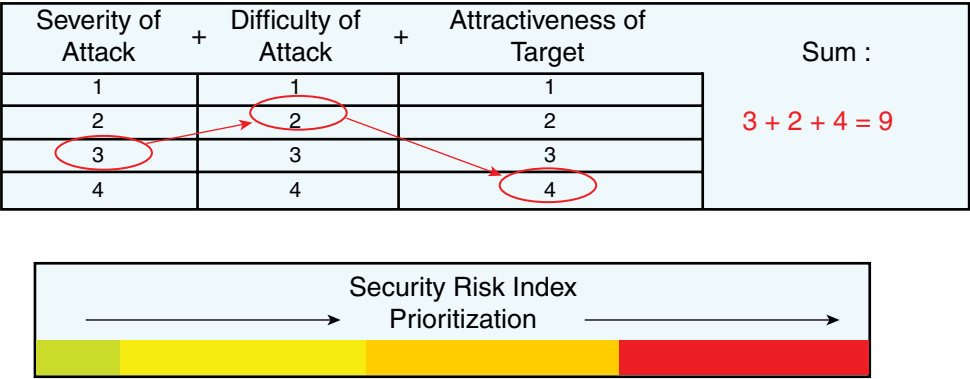 Severity of Attack + Difficulty of Attack + Attractiveness of Target Sum :
1 1 1
2 2 2
3 3 3
4 4 4
3 + 2 + 4 = 9
Security Risk Index
Prioritization